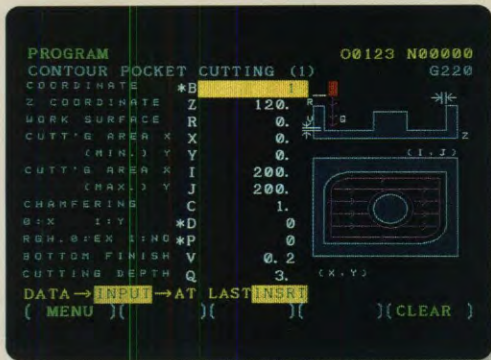 PROGRAM O0123 N00000
CONTOUR POCKET CUTTING (1) G220
COORDINATE *B 1
Z COORDINATE Z 120.
WORK SURFACE R 0.
CUTT'G AREA X X 0.
(MIN.) Y Y 0.
CUTT'G AREA X I 200.
(MAX.) Y J 200.
CHAMFERING C 1.
0:X 1:Y *D 0
RGH. 0:EX 1:NO *P 0
BOTTOM FINISH V 0.2
CUTTING DEPTH Q 3.
R
V
G
Z
(I,J)
(X,Y)
DATA→INPUT→AT LAST INSRT
( MENU )( )( )( )(CLEAR )